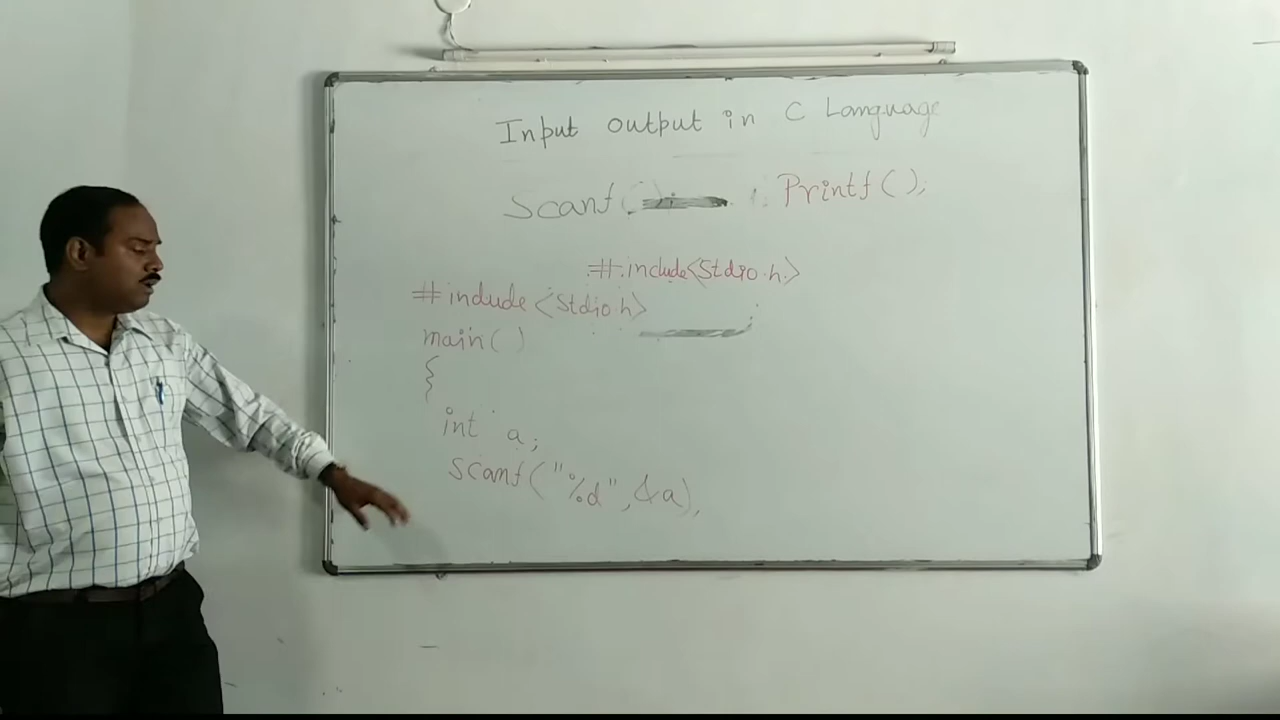 Input output in C Language
Scanf Printf();
#include<Stdio.h>
#include<Stdio.h>
main()
{
int a;
scanf("%d",&a),